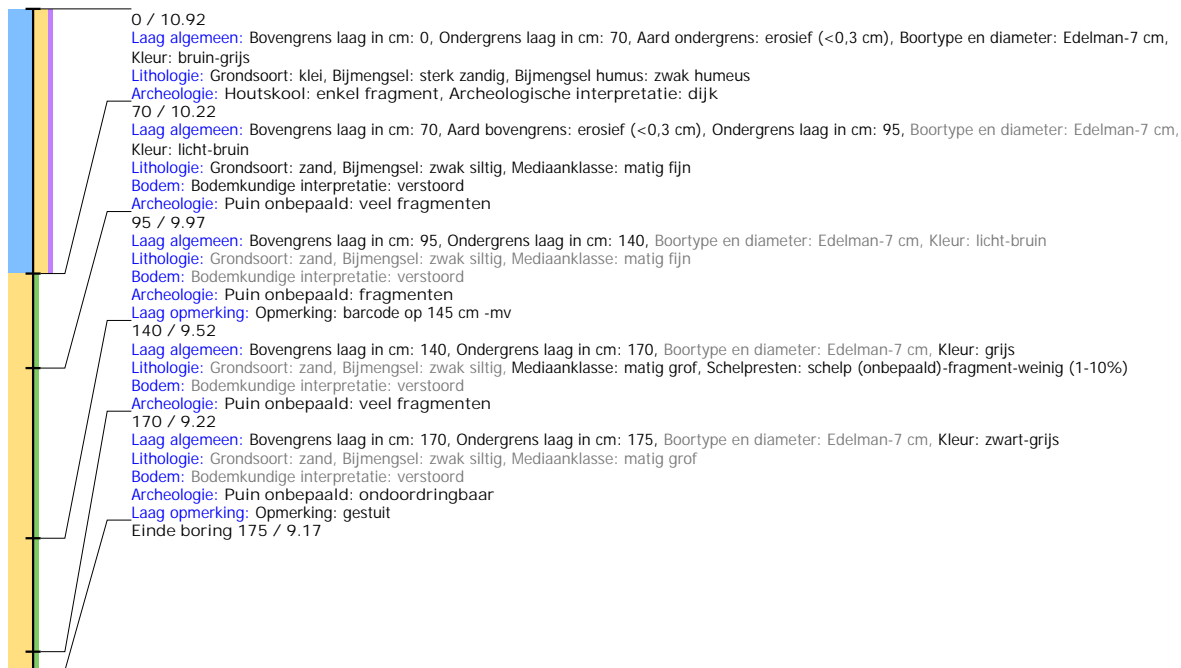 0 / 10.92
Laag algemeen: Bovengrens laag in cm: 0, Ondergrens laag in cm: 70, Aard ondergrens: erosief (<0,3 cm), Boortype en diameter: Edelman-7 cm,
Kleur: bruin-grijs
Lithologie: Grondsoort: klei, Bijmengsel: sterk zandig, Bijmengsel humus: zwak humeus
Archeologie: Houtskool: enkel fragment, Archeologische interpretatie: dijk
70 / 10.22
Laag algemeen: Bovengrens laag in cm: 70, Aard bovengrens: erosief (<0,3 cm), Ondergrens laag in cm: 95, Boortype en diameter: Edelman-7 cm,
Kleur: licht-bruin
Lithologie: Grondsoort: zand, Bijmengsel: zwak siltig, Mediaanklasse: matig fijn
Bodem: Bodemkundige interpretatie: verstoord
Archeologie: Puin onbepaald: veel fragmenten
95 / 9.97
Laag algemeen: Bovengrens laag in cm: 95, Ondergrens laag in cm: 140, Boortype en diameter: Edelman-7 cm, Kleur: licht-bruin
Lithologie: Grondsoort: zand, Bijmengsel: zwak siltig, Mediaanklasse: matig fijn
Bodem: Bodemkundige interpretatie: verstoord
Archeologie: Puin onbepaald: fragmenten
Laag opmerking: Opmerking: barcode op 145 cm -mv
140 / 9.52
Laag algemeen: Bovengrens laag in cm: 140, Ondergrens laag in cm: 170, Boortype en diameter: Edelman-7 cm, Kleur: grijs
Lithologie: Grondsoort: zand, Bijmengsel: zwak siltig, Mediaanklasse: matig grof, Schelpresten: schelp (onbepaald)-fragment-weinig (1-10%)
Bodem: Bodemkundige interpretatie: verstoord
Archeologie: Puin onbepaald: veel fragmenten
170 / 9.22
Laag algemeen: Bovengrens laag in cm: 170, Ondergrens laag in cm: 175, Boortype en diameter: Edelman-7 cm, Kleur: zwart-grijs
Lithologie: Grondsoort: zand, Bijmengsel: zwak siltig, Mediaanklasse: matig grof
Bodem: Bodemkundige interpretatie: verstoord
Archeologie: Puin onbepaald: ondoordringbaar
Laag opmerking: Opmerking: gestuit
Einde boring 175 / 9.17